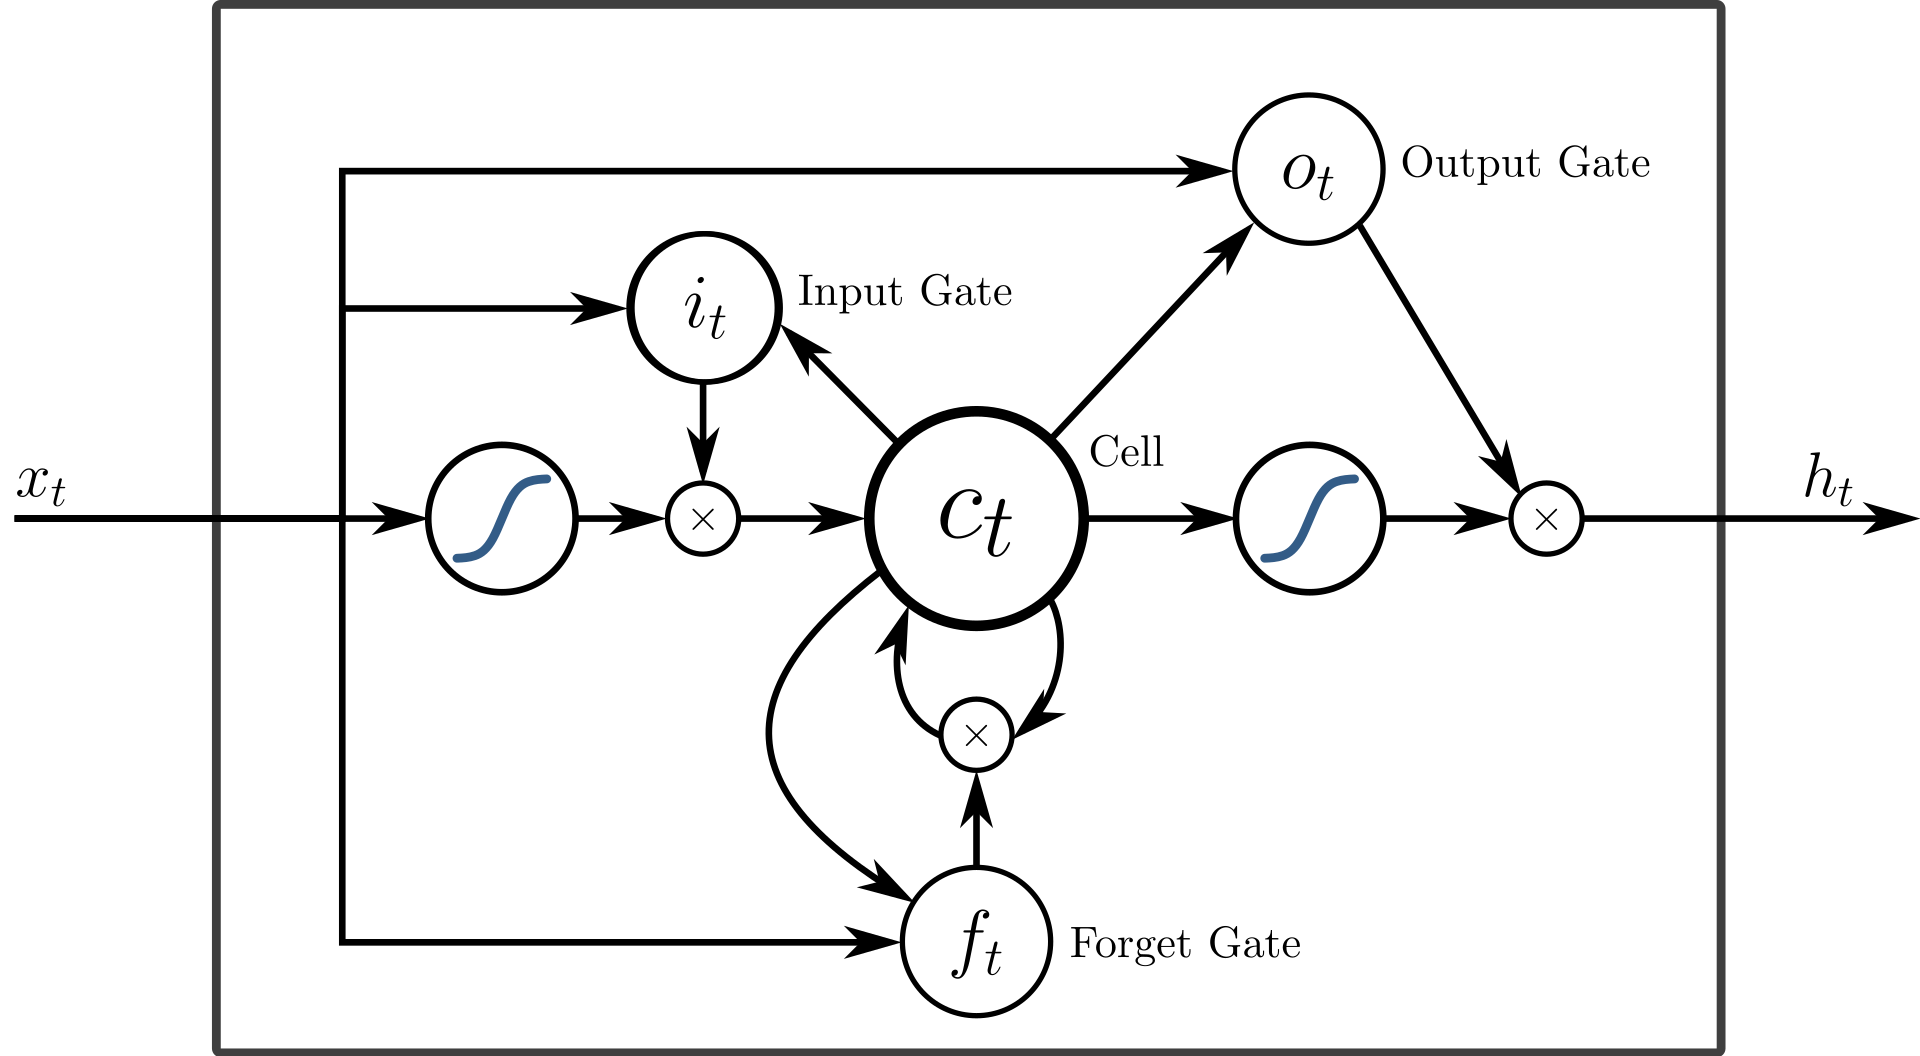 o_t Output Gate
i_t Input Gate
Cell
x_t
h_t
c_t
×
×
×
f_t Forget Gate